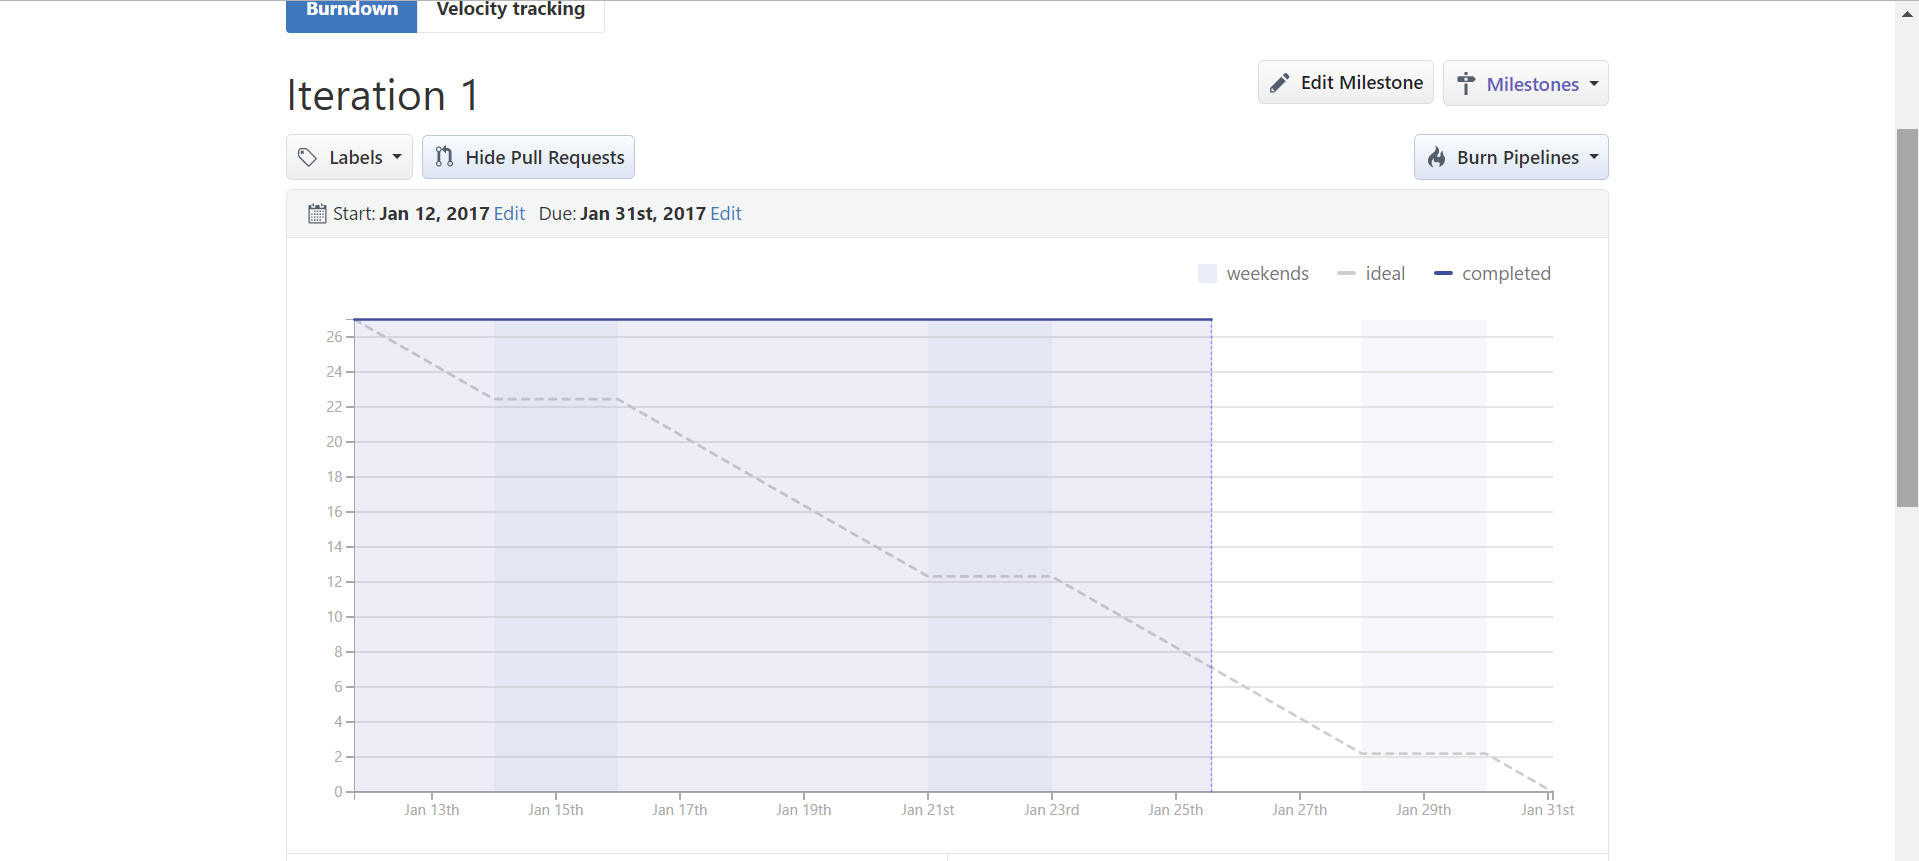 Burndown Velocity tracking
Iteration 1
Edit Milestone Milestones
Labels Hide Pull Requests Burn Pipelines
Start: Jan 12, 2017 Edit Due: Jan 31st, 2017 Edit
weekends ideal completed
26
24
22
20
18
16
14
12
10
8
6
4
2
0
Jan 13th Jan 15th Jan 17th Jan 19th Jan 21st Jan 23rd Jan 25th Jan 27th Jan 29th Jan 31st